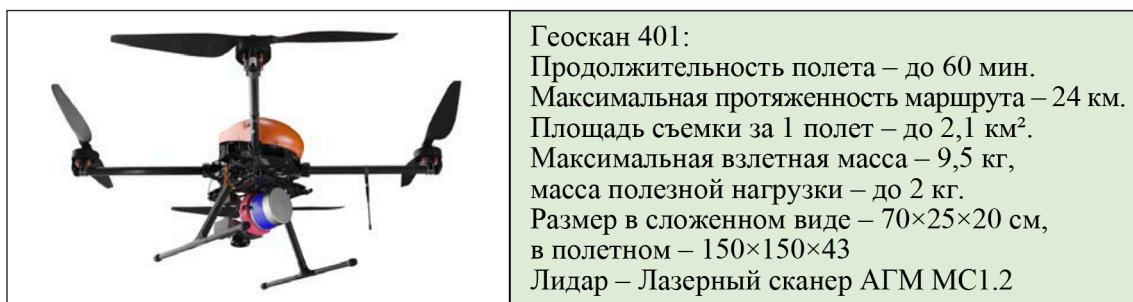 Геоскан 401:
Продолжительность полета – до 60 мин.
Максимальная протяженность маршрута – 24 км.
Площадь съемки за 1 полет – до 2,1 км².
Максимальная взлетная масса – 9,5 кг,
масса полезной нагрузки – до 2 кг.
Размер в сложенном виде – 70×25×20 см,
в полетном – 150×150×43
Лидар – Лазерный сканер АГМ МС1.2